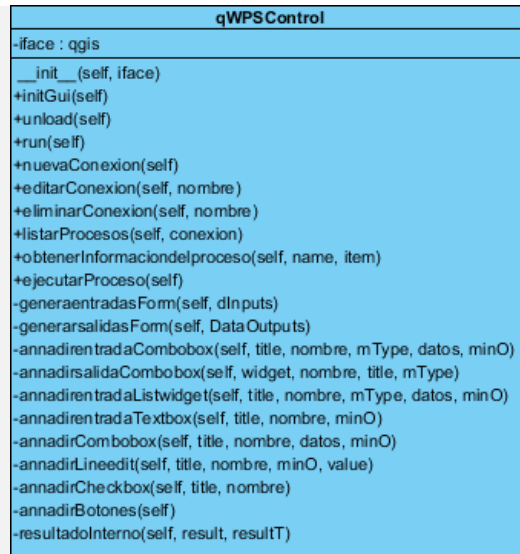 qWPSControl
-iface : qgis
__init__(self, iface)
+initGui(self)
+unload(self)
+run(self)
+nuevaConexion(self)
+editarConexion(self, nombre)
+eliminarConexion(self, nombre)
+listarProcesos(self, conexion)
+obtenerInformaciondelproceso(self, name, item)
+ejecutarProceso(self)
-generaentradasForm(self, dInputs)
-generarsalidasForm(self, DataOutputs)
-annadirentradaCombobox(self, title, nombre, mType, datos, minO)
-annadirsalidaCombobox(self, widget, nombre, title, mType)
-annadirentradaListwidget(self, title, nombre, mType, datos, minO)
-annadirentradaTextbox(self, title, nombre, minO)
-annadirCombobox(self, title, nombre, datos, minO)
-annadirLineedit(self, title, nombre, minO, value)
-annadirCheckbox(self, title, nombre)
-annadirBotones(self)
-resultadoInterno(self, result, resultT)